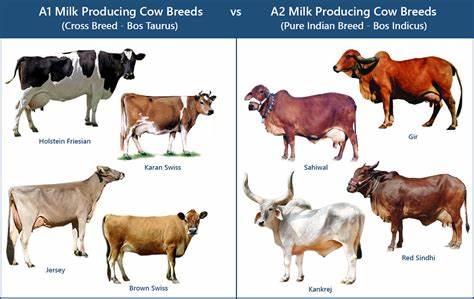 A1 Milk Producing Cow Breeds
(Cross Breed - Bos Taurus)
vs
A2 Milk Producing Cow Breeds
(Pure Indian Breed - Bos Indicus)
Holstein Friesian
Karan Swiss
Jersey
Brown Swiss
Sahiwal
Gir
Kankrej
Red Sindhi